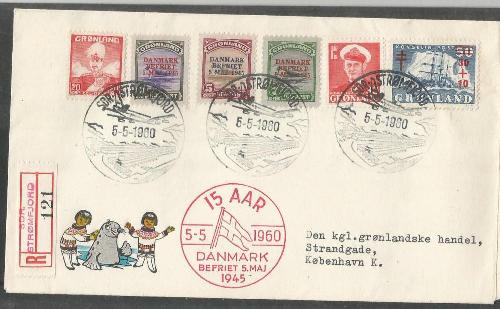 GRØNLAND
20
GRØNLAND
DANMARK
BEFRIET
5 MAJ 1945
GRØNLAND
DANMARK
BEFRIET
5 MAJ 1945
GRØNLAND
DANMARK
BEFRIET
5 MAJ 1945
GRØNLAND
GRØNLAND
30
+10
SDR. STRØMFJORD
5-5-1960
5-5-1960
5-5-1960
R
SDR.
STRØMFJORD
121
15 AAR
5-5 1960
DANMARK
BEFRIET 5.MAJ
1945
Den kgl.grønlandske handel,
Strandgade,
København K.